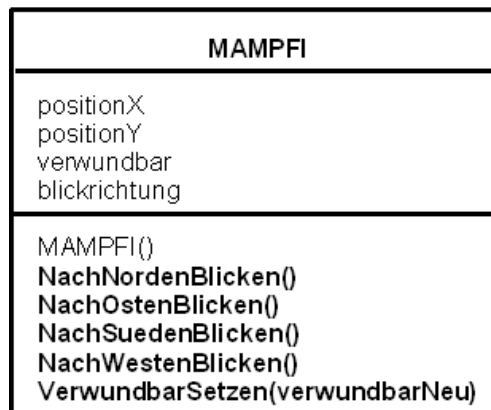 MAMPFI
positionX
positionY
verwundbar
blickrichtung
MAMPFI()
NachNordenBlicken()
NachOstenBlicken()
NachSuedenBlicken()
NachWestenBlicken()
VerwundbarSetzen(verwundbarNeu)